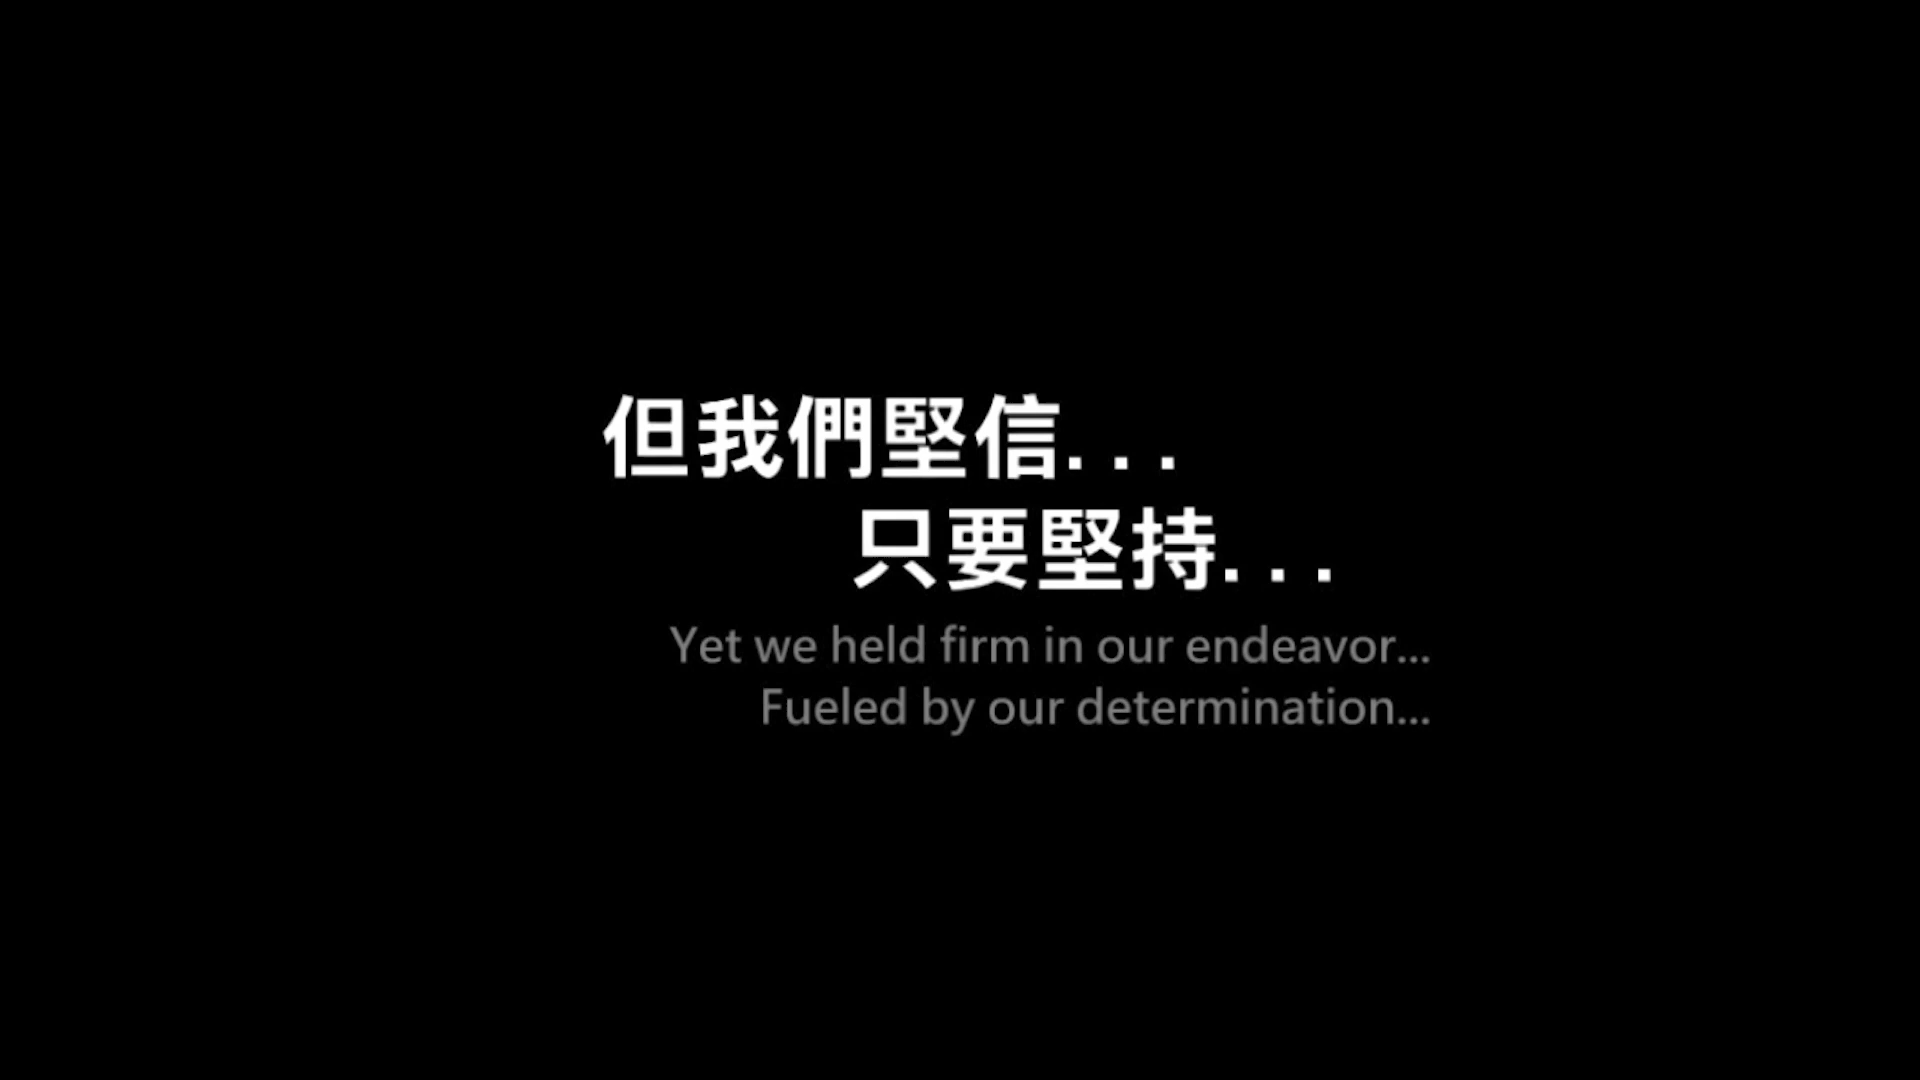 但我們堅信...
只要堅持...
Yet we held firm in our endeavor...
Fueled by our determination...